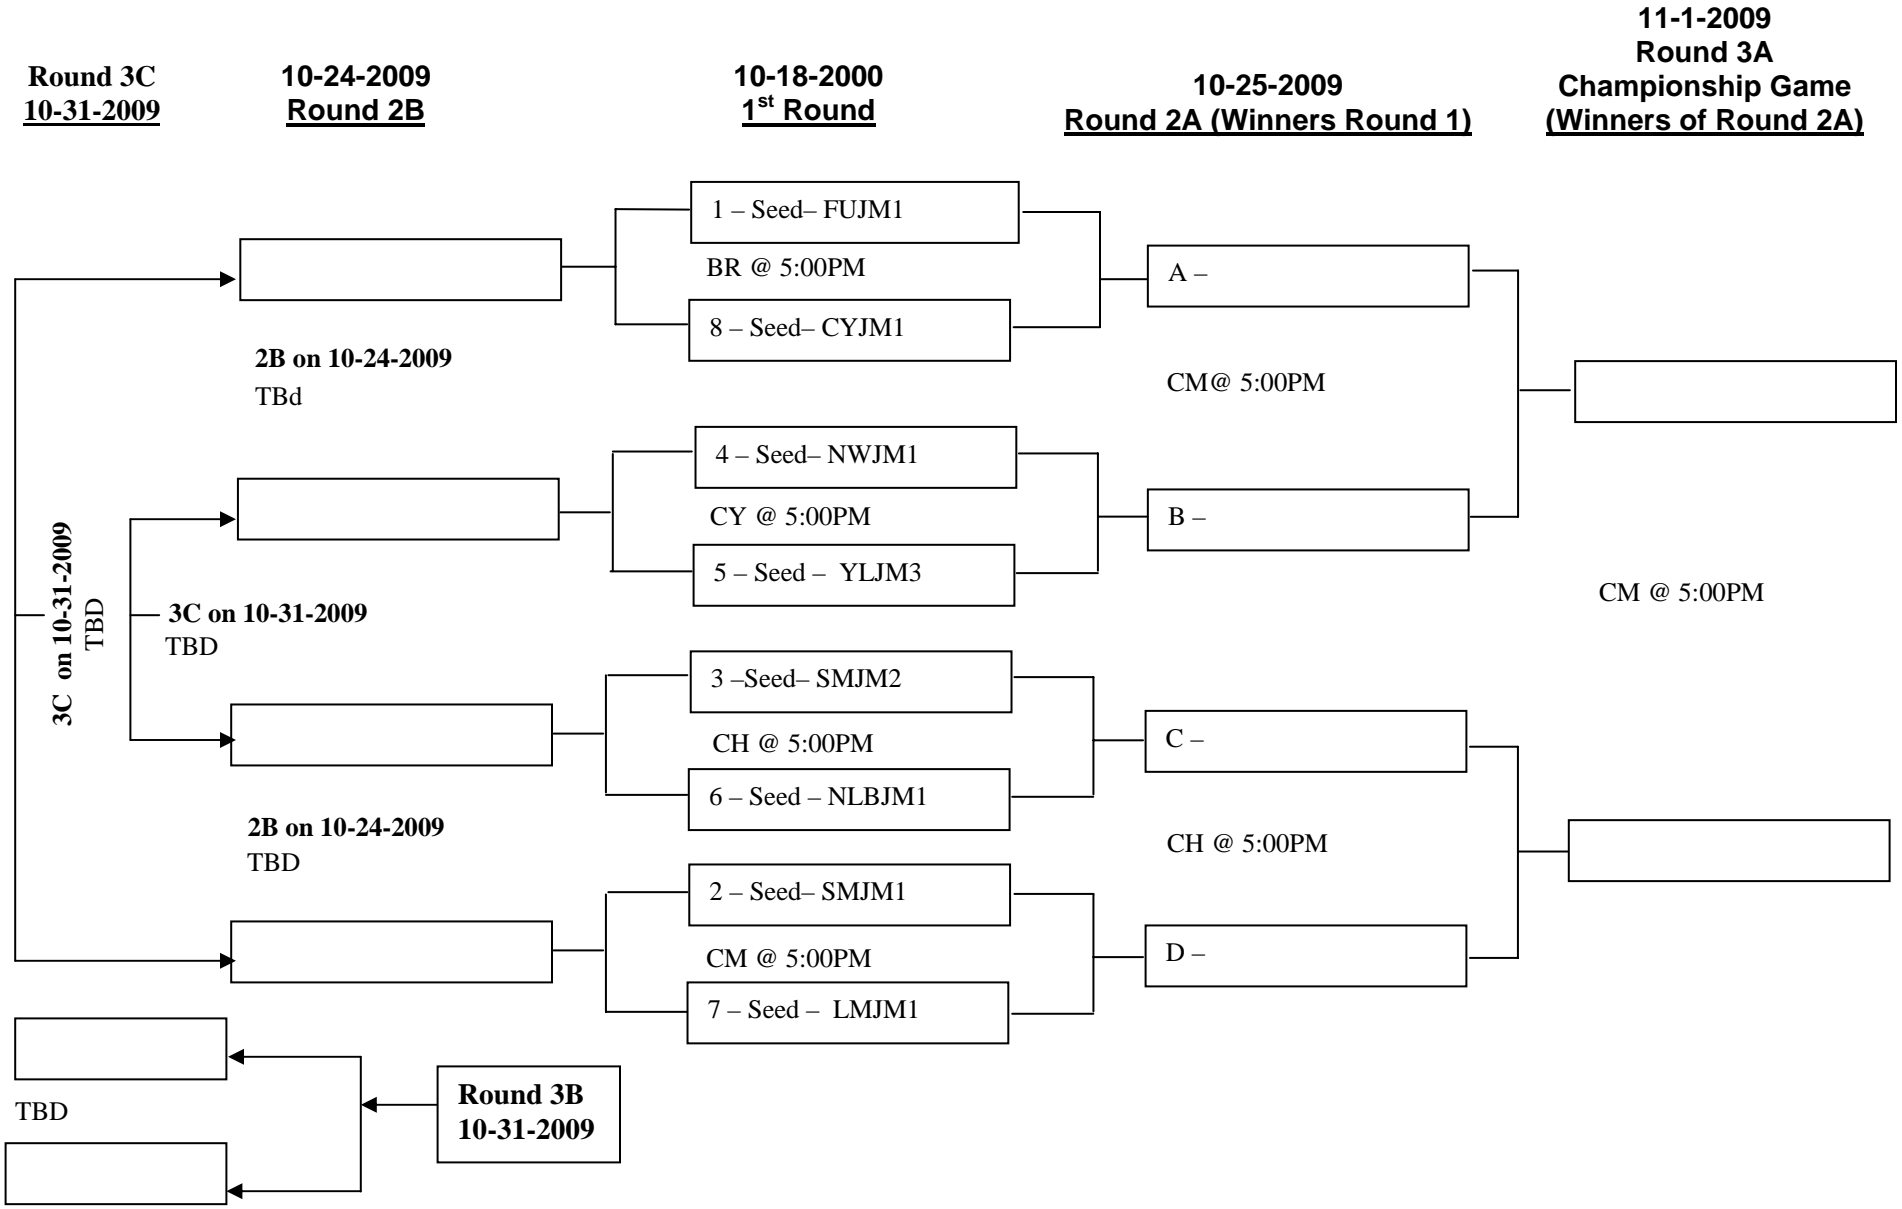 Round 3C
10-31-2009
10-24-2009
Round 2B
10-18-2000
1st Round
10-25-2009
Round 2A (Winners Round 1)
11-1-2009
Round 3A
Championship Game
(Winners of Round 2A)
1 – Seed– FUJM1
BR @ 5:00PM
8 – Seed– CYJM1
A –
2B on 10-24-2009
TBd
CM@ 5:00PM
4 – Seed– NWJM1
CY @ 5:00PM
5 – Seed – YLJM3
B –
3C on 10-31-2009
TBD
3C on 10-31-2009
TBD
CM @ 5:00PM
3 –Seed– SMJM2
CH @ 5:00PM
6 – Seed – NLBJM1
C –
2B on 10-24-2009
TBD
CH @ 5:00PM
2 – Seed– SMJM1
CM @ 5:00PM
7 – Seed – LMJM1
D –
TBD
Round 3B
10-31-2009